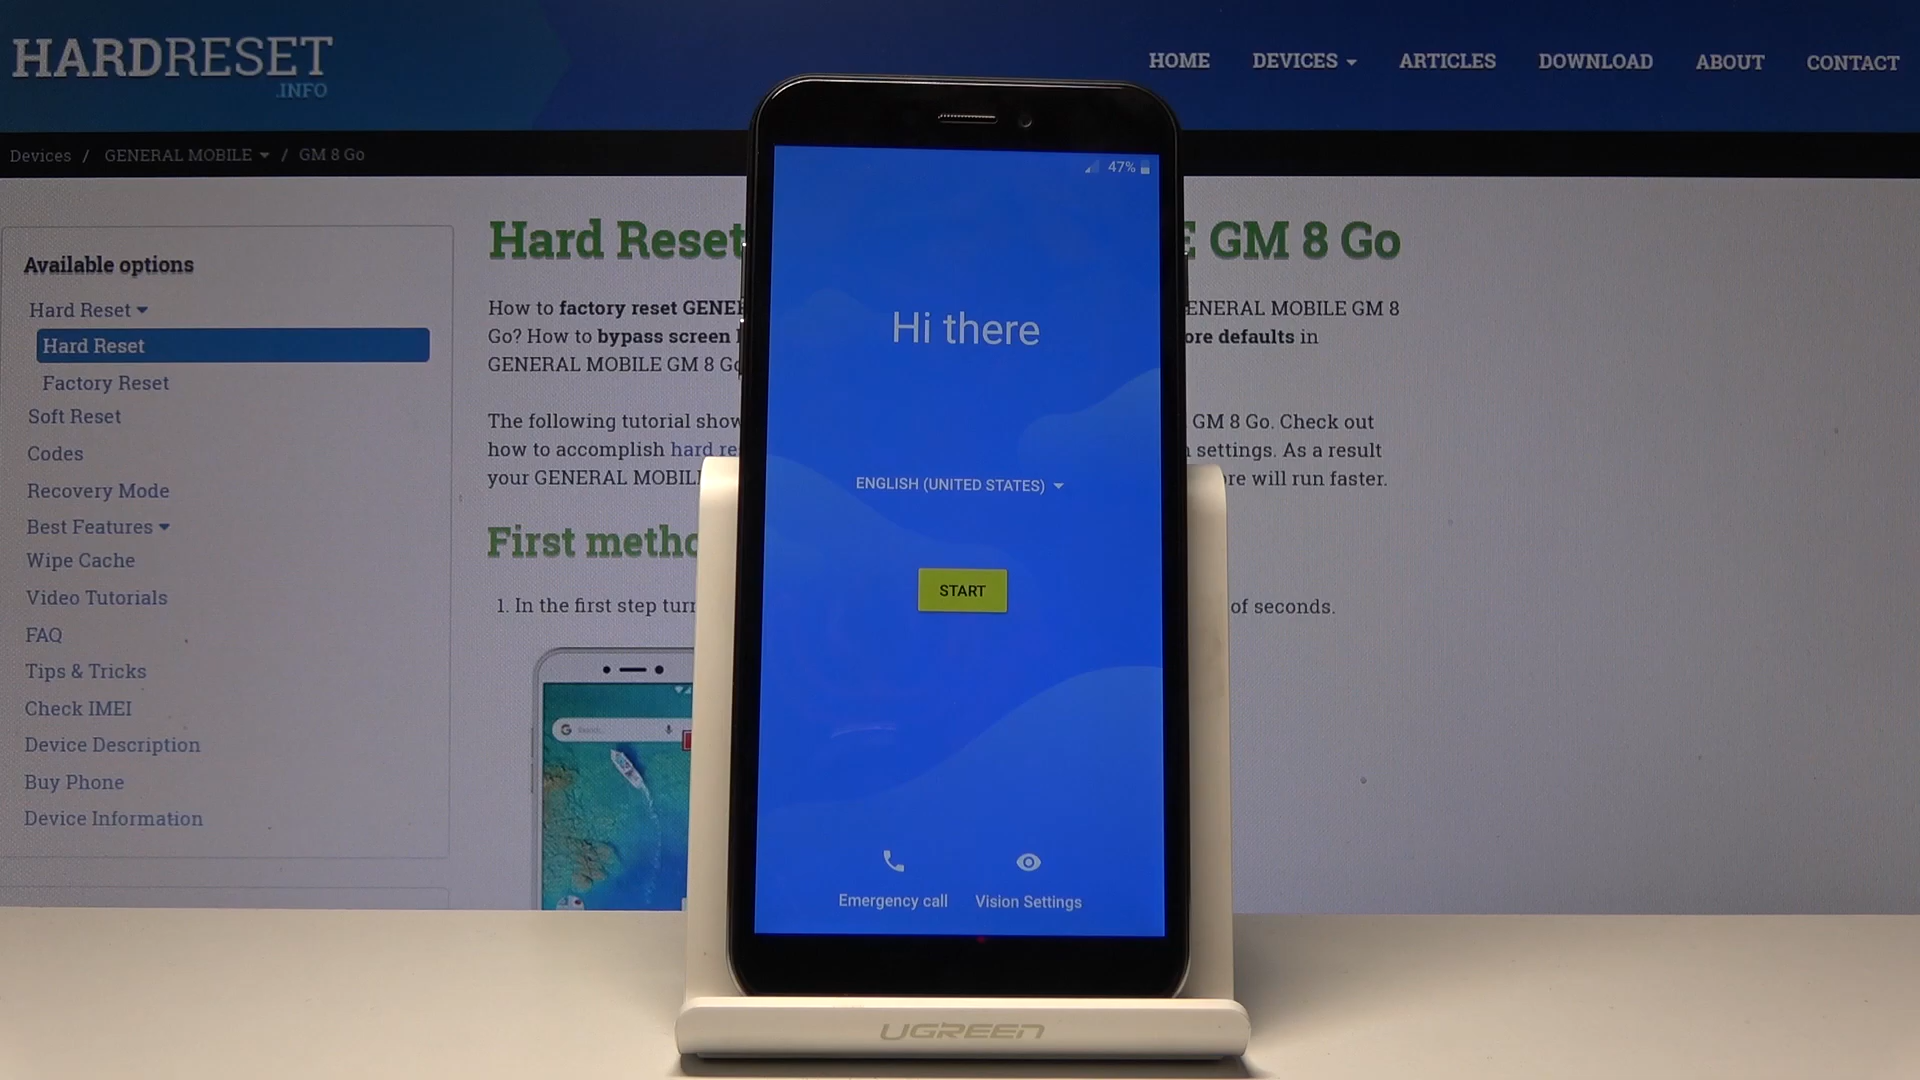 HARDRESET
.INFO
HOME DEVICES ARTICLES DOWNLOAD ABOUT CONTACT
Devices / GENERAL MOBILE / GM 8 Go
Available options
Hard Reset
Hard Reset
Factory Reset
Soft Reset
Codes
Recovery Mode
Best Features
Wipe Cache
Video Tutorials
FAQ
Tips & Tricks
Check IMEI
Device Description
Buy Phone
Device Information
Hard Reset E GM 8 Go
How to factory reset GENE ENERAL MOBILE GM 8
Go? How to bypass screen ore defaults in
GENERAL MOBILE GM 8 Go
The following tutorial show GM 8 Go. Check out
how to accomplish hard re settings. As a result
your GENERAL MOBIL re will run faster.
First metho
1. In the first step turn of seconds.
47%
Hi there
ENGLISH (UNITED STATES)
START
Emergency call Vision Settings
UGREEN